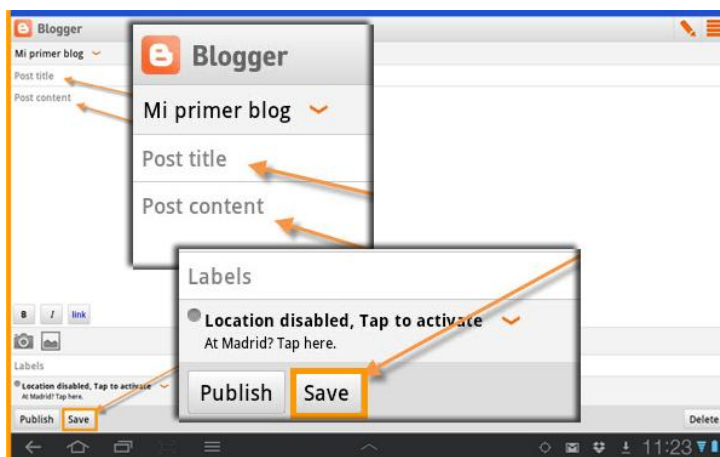 Blogger
Mi primer blog
Post title
Post content
Blogger
Mi primer blog
Post title
Post content
Labels
Location disabled, Tap to activate
At Madrid? Tap here.
Publish Save
B I link
Labels
Location disabled, Tap to activate
At Madrid? Tap here.
Publish Save Delete
11:23